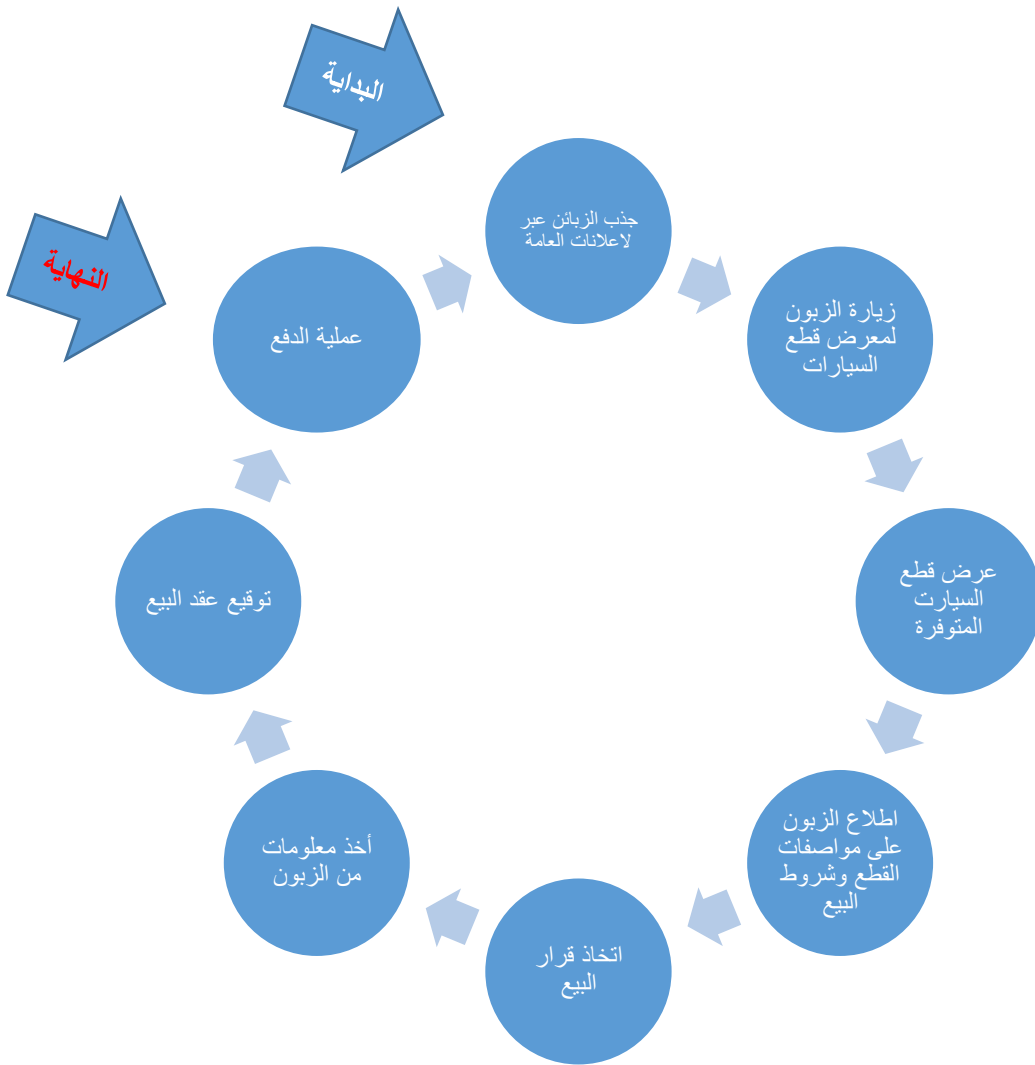 البداية
جذب الزبائن عبر
لاعلانات العامة
زيارة الزبون
لمعرض قطع
السيارات
عرض قطع
السيارت
المتوفرة
اطلاع الزبون
على مواصفات
القطع وشروط
البيع
اتخاذ قرار
البيع
أخذ معلومات
من الزبون
توقيع عقد البيع
عملية الدفع
النهاية